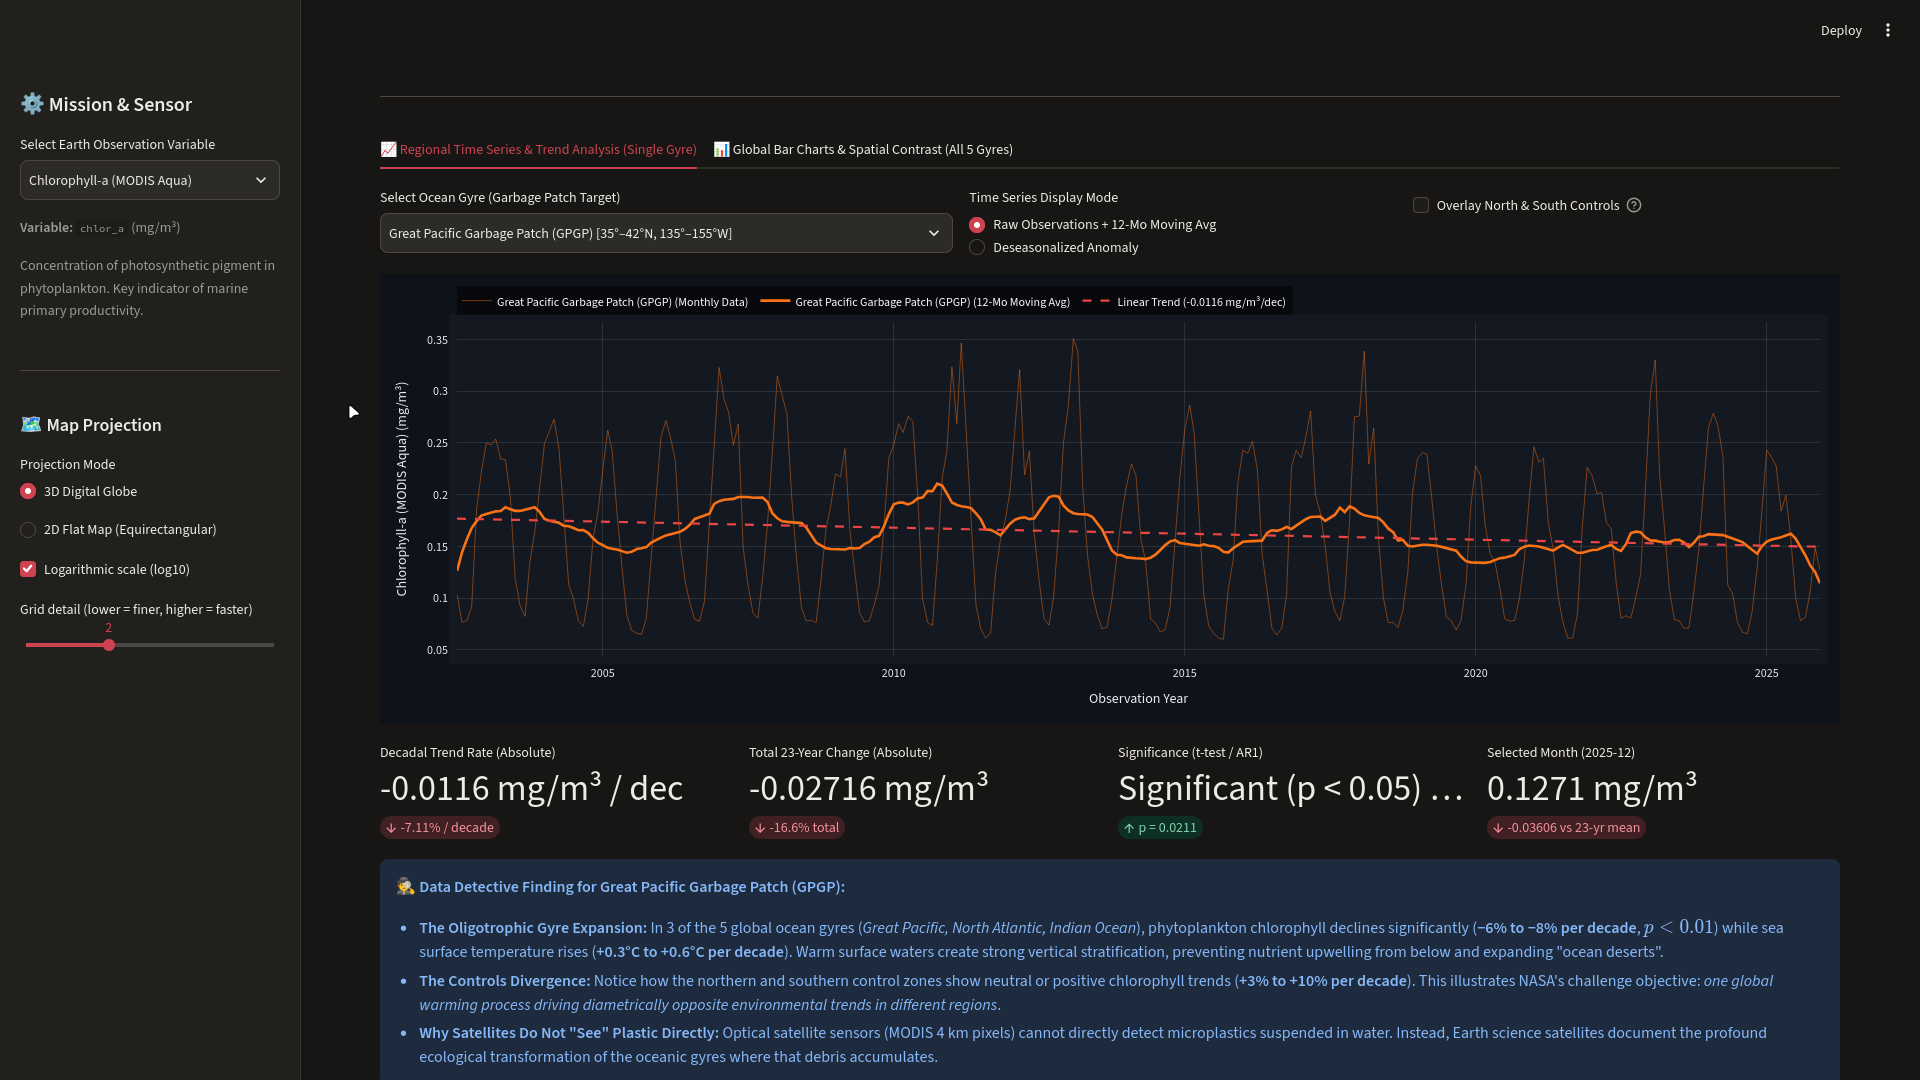 Deploy
⚙️ Mission & Sensor
Select Earth Observation Variable
Chlorophyll-a (MODIS Aqua)
Variable: chlor_a (mg/m³)
Concentration of photosynthetic pigment in
phytoplankton. Key indicator of marine
primary productivity.
🗺️ Map Projection
Projection Mode
3D Digital Globe
2D Flat Map (Equirectangular)
Logarithmic scale (log10)
Grid detail (lower = finer, higher = faster)
2
📈 Regional Time Series & Trend Analysis (Single Gyre)
📊 Global Bar Charts & Spatial Contrast (All 5 Gyres)
Select Ocean Gyre (Garbage Patch Target)
Great Pacific Garbage Patch (GPGP) [35°–42°N, 135°–155°W]
Time Series Display Mode
Raw Observations + 12-Mo Moving Avg
Deseasonalized Anomaly
Overlay North & South Controls
Great Pacific Garbage Patch (GPGP) (Monthly Data)
Great Pacific Garbage Patch (GPGP) (12-Mo Moving Avg)
Linear Trend (-0.0116 mg/m³/dec)
Chlorophyll-a (MODIS Aqua) (mg/m³)
0.35
0.3
0.25
0.2
0.15
0.1
0.05
2005 2010 2015 2020 2025
Observation Year
Decadal Trend Rate (Absolute)
-0.0116 mg/m³ / dec
↓ -7.11% / decade
Total 23-Year Change (Absolute)
-0.02716 mg/m³
↓ -16.6% total
Significance (t-test / AR1)
Significant (p < 0.05) …
↑ p = 0.0211
Selected Month (2025-12)
0.1271 mg/m³
↓ -0.03606 vs 23-yr mean
🕵️ Data Detective Finding for Great Pacific Garbage Patch (GPGP):
• The Oligotrophic Gyre Expansion: In 3 of the 5 global ocean gyres (Great Pacific, North Atlantic, Indian Ocean), phytoplankton chlorophyll declines significantly (−6% to −8% per decade, p < 0.01) while sea
surface temperature rises (+0.3°C to +0.6°C per decade). Warm surface waters create strong vertical stratification, preventing nutrient upwelling from below and expanding "ocean deserts".
• The Controls Divergence: Notice how the northern and southern control zones show neutral or positive chlorophyll trends (+3% to +10% per decade). This illustrates NASA's challenge objective: one global
warming process driving diametrically opposite environmental trends in different regions.
• Why Satellites Do Not "See" Plastic Directly: Optical satellite sensors (MODIS 4 km pixels) cannot directly detect microplastics suspended in water. Instead, Earth science satellites document the profound
ecological transformation of the oceanic gyres where that debris accumulates.